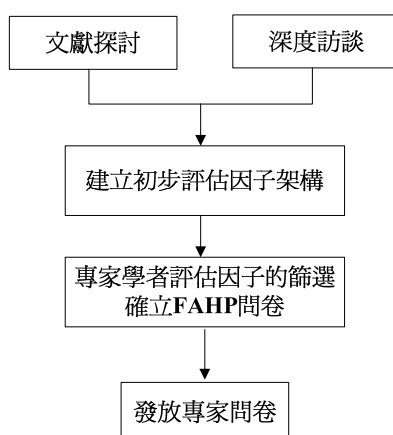 文獻探討
深度訪談
建立初步評估因子架構
專家學者評估因子的篩選
確立FAHP問卷
發放專家問卷